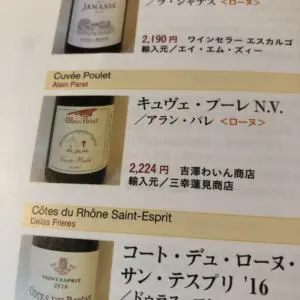 JANASSE
／ラ・ジャナス ＜ローヌ＞
2,190 円 ワインセラー エスカルゴ
輸入元／エイ・エム・ズィー
Cuvée Poulet
Alain Paret
キュヴェ・プーレ N.V.
／アラン・パレ ＜ローヌ＞
Alain Paret
Cuvée Poulet
2,224 円 吉澤わいん商店
輸入元／三幸蓮見商店
Côtes du Rhône Saint-Esprit
Delas Freres
コート・デュ・ローヌ・
サン・テスプリ '16
SAINT-ESPRIT
2016
CÔTES DU RHÔNE